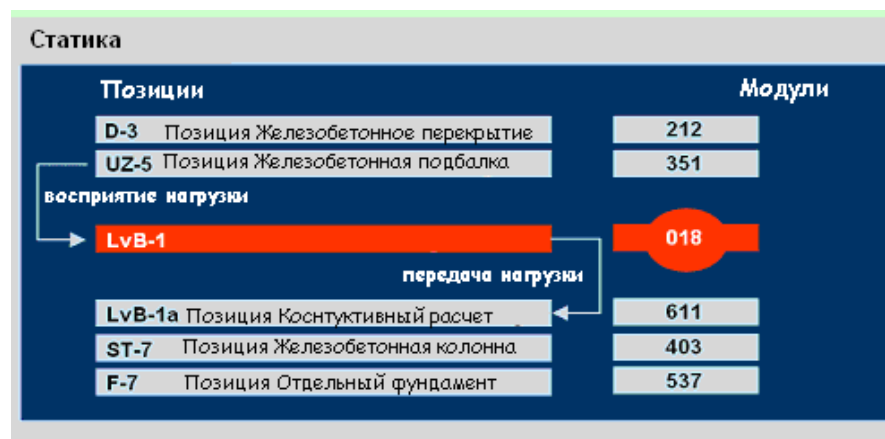 Статика
Позиции Модули
D-3 Позиция Железобетонное перекрытие 212
UZ-5 Позиция Железобетонная подбалка 351
восприятие нагрузки
LvB-1 018
передача нагрузки
LvB-1a Позиция Коснтуктивный расчет 611
ST-7 Позиция Железобетонная колонна 403
F-7 Позиция Отдельный фундамент 537